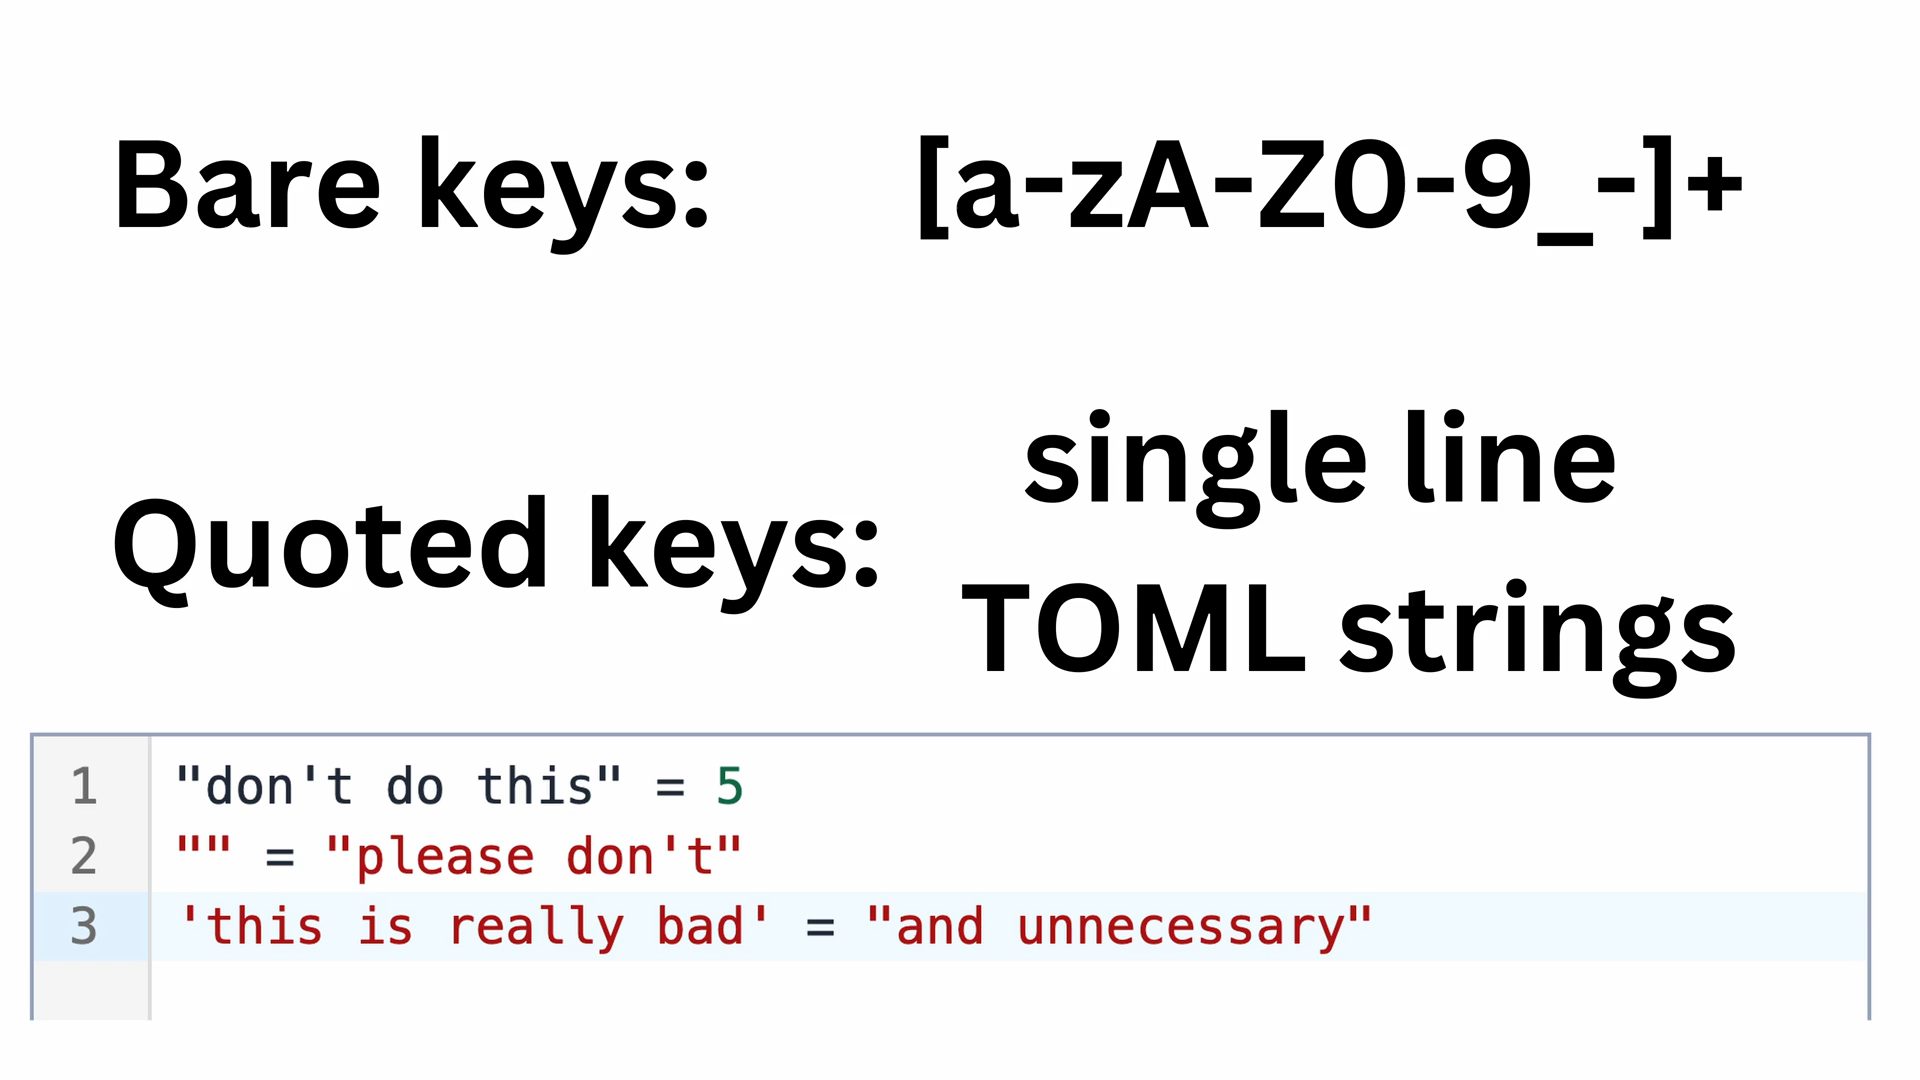 Bare keys: [a-zA-Z0-9_-]+
Quoted keys: single line
TOML strings
1 "don't do this" = 5
2 "" = "please don't"
3 'this is really bad' = "and unnecessary"